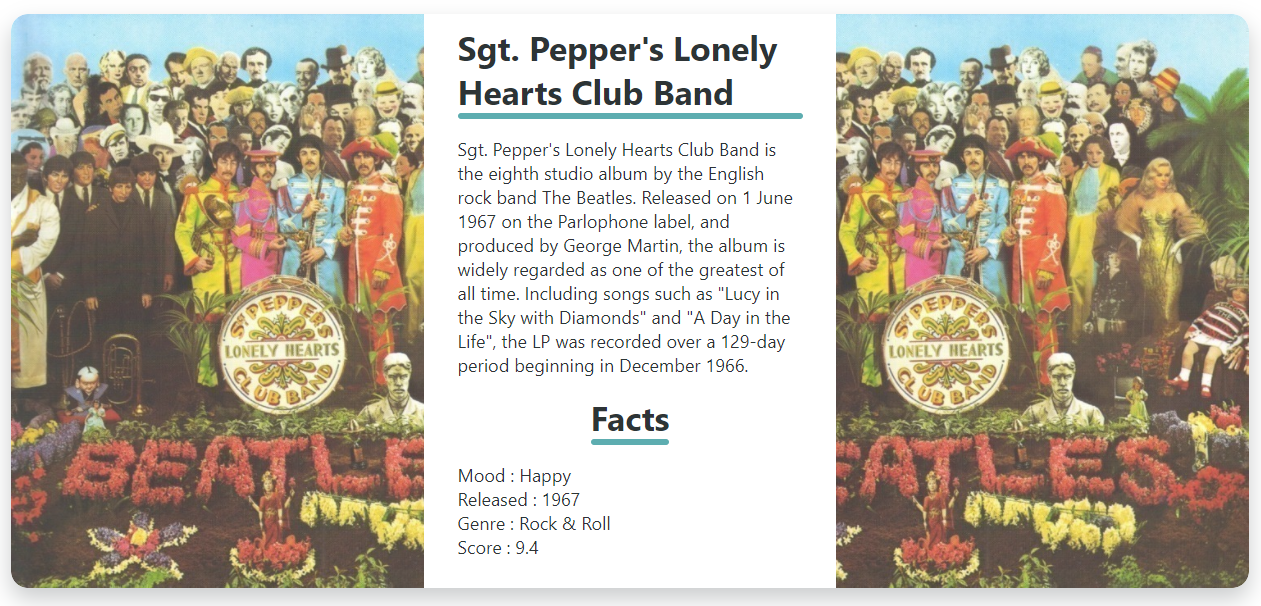 Sgt. Pepper's Lonely
Hearts Club Band
Sgt. Pepper's Lonely Hearts Club Band is
the eighth studio album by the English
rock band The Beatles. Released on 1 June
1967 on the Parlophone label, and
produced by George Martin, the album is
widely regarded as one of the greatest of
all time. Including songs such as "Lucy in
the Sky with Diamonds" and "A Day in the
Life", the LP was recorded over a 129-day
period beginning in December 1966.
Facts
Mood : Happy
Released : 1967
Genre : Rock & Roll
Score : 9.4
SGT PEPPERS
LONELY HEARTS
CLUB BAND
BEATLE
SGT PEPPERS
LONELY HEARTS
CLUB BAND
EATLES